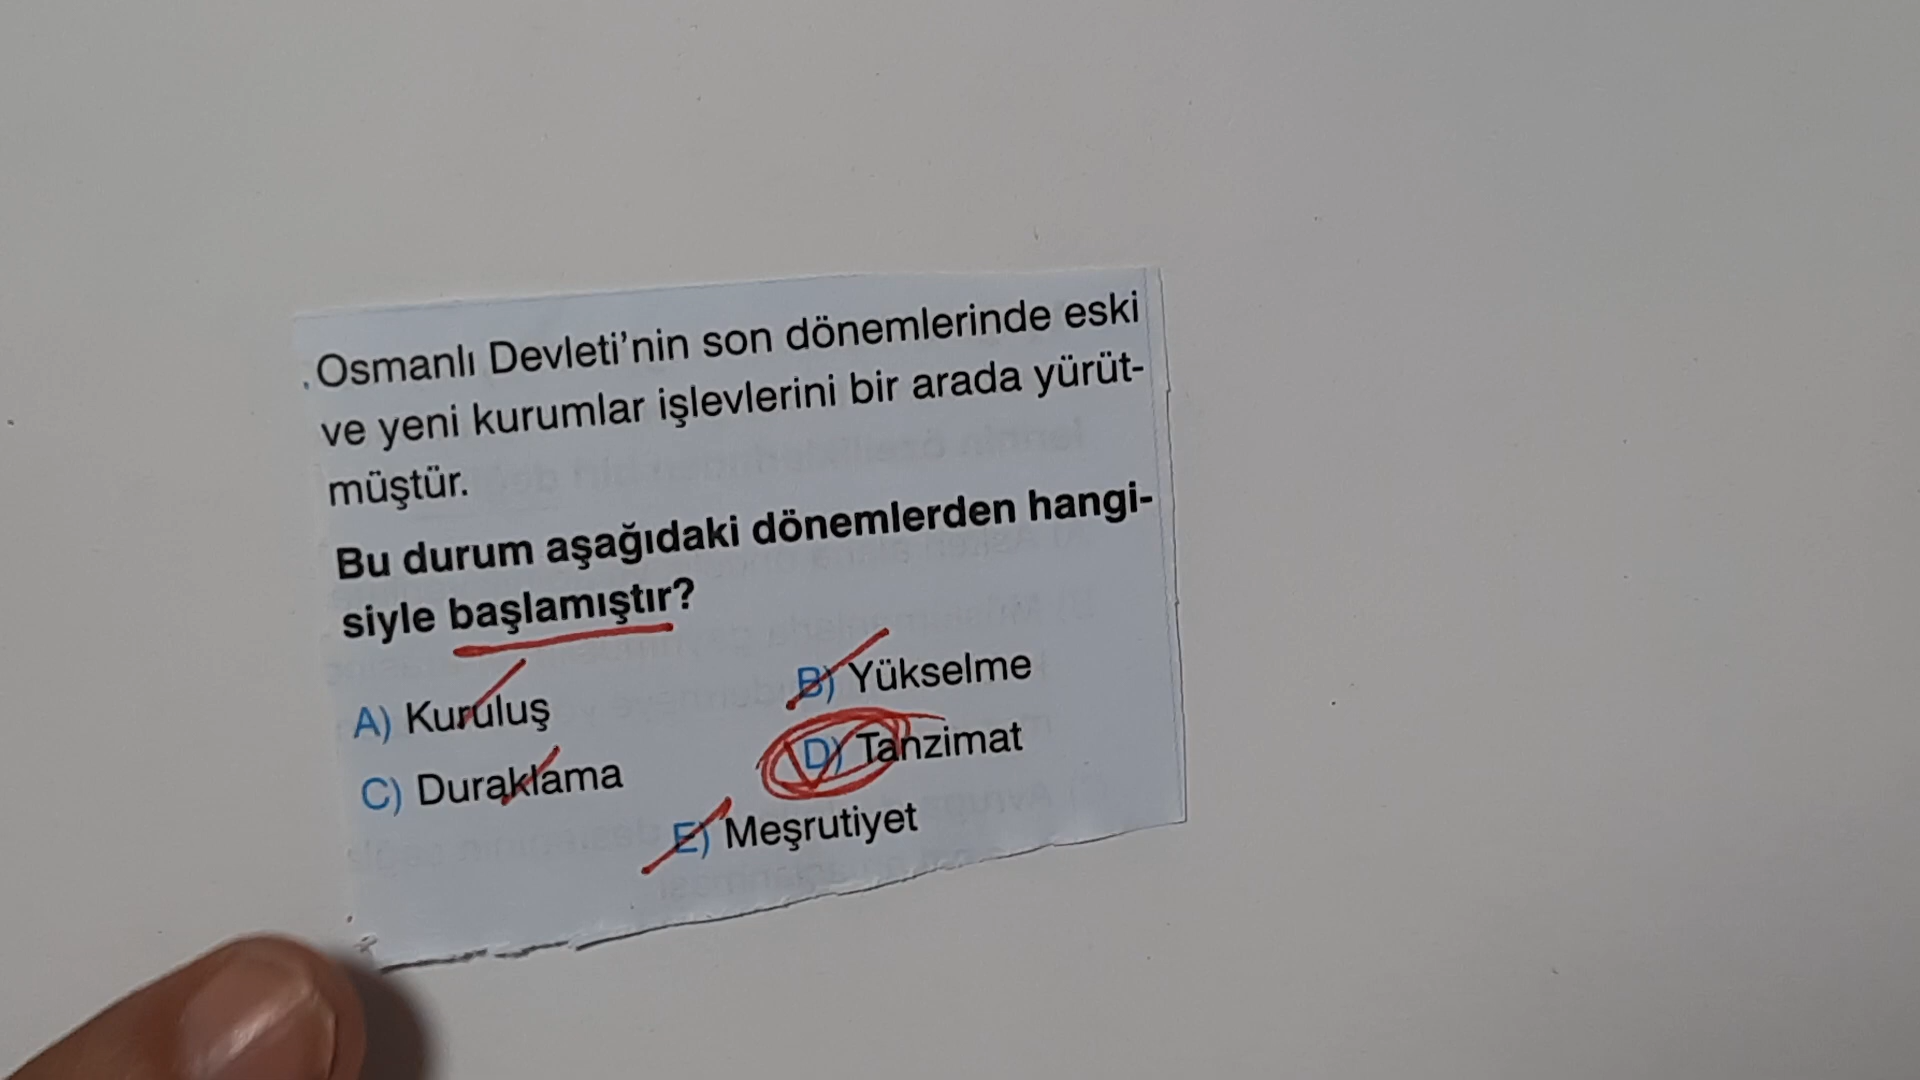 Osmanlı Devleti'nin son dönemlerinde eski
ve yeni kurumlar işlevlerini bir arada yürüt-
müştür.
Bu durum aşağıdaki dönemlerden hangi-
siyle başlamıştır?
A) Kuruluş B) Yükselme
C) Duraklama D) Tanzimat
E) Meşrutiyet